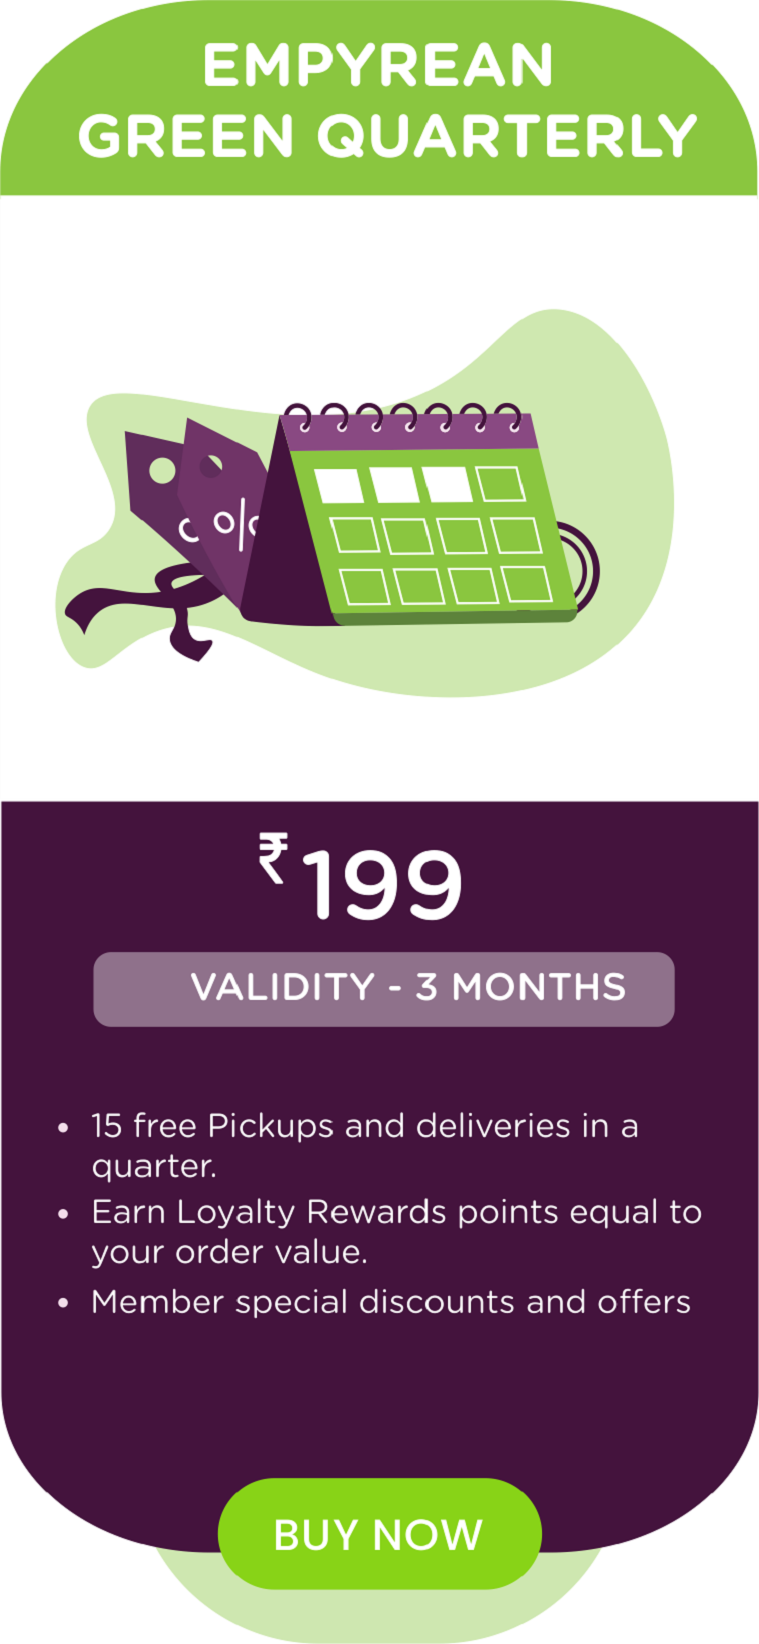 EMPYREAN
GREEN QUARTERLY
%
₹199
VALIDITY - 3 MONTHS
• 15 free Pickups and deliveries in a
quarter.
• Earn Loyalty Rewards points equal to
your order value.
• Member special discounts and offers
BUY NOW